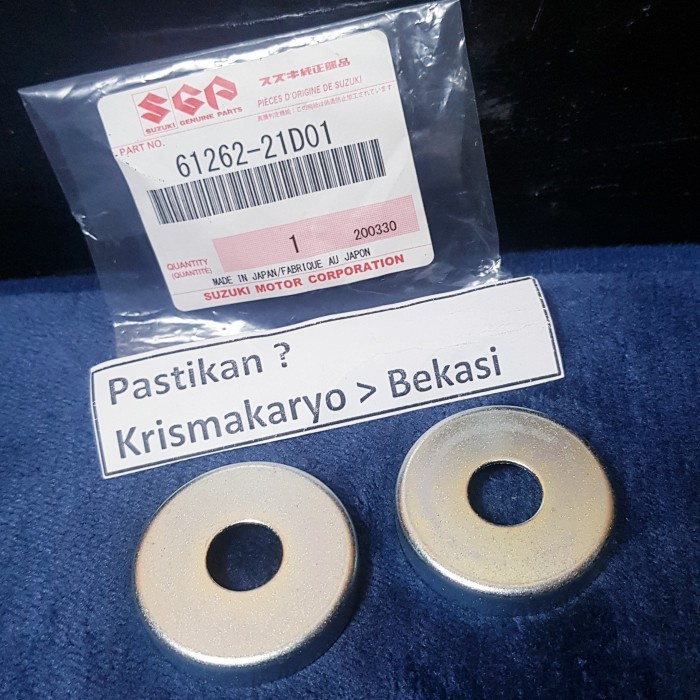 SGP
SUZUKI GENUINE PARTS
スズキ純正部品
PIÈCES D'ORIGINE DE SUZUKI
PART NO.
61262-21D01
1
200330
QUANTITY
(QUANTITÉ)
MADE IN JAPAN/FABRIQUE AU JAPON
SUZUKI MOTOR CORPORATION
Pastikan ?
Krismakaryo > Bekasi